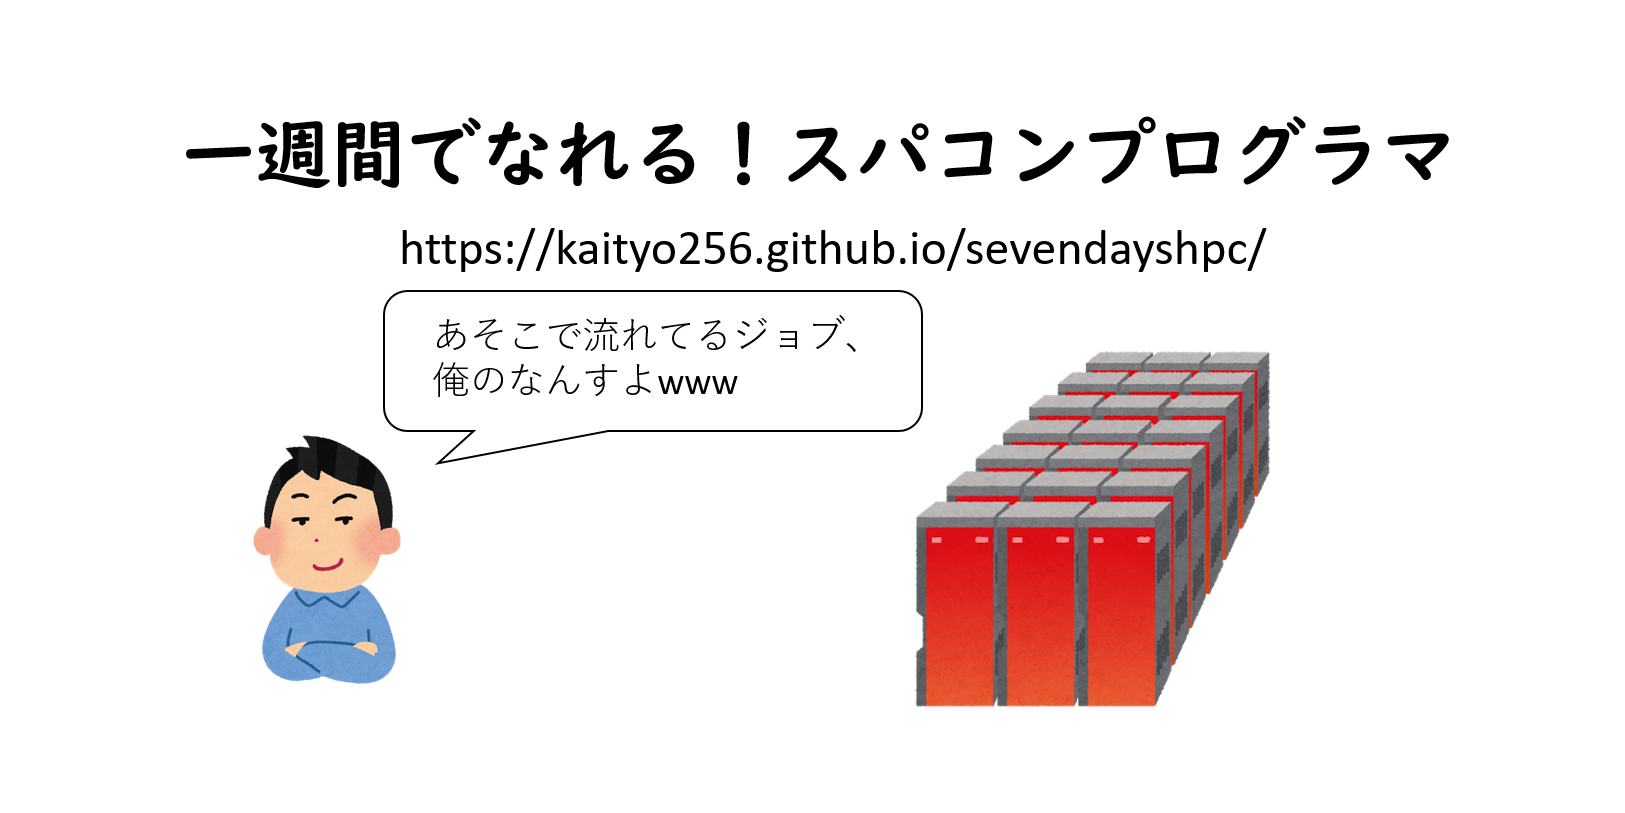 一週間でなれる！スパコンプログラマ
https://kaityo256.github.io/sevendayshpc/
あそこで流れてるジョブ、
俺のなんすよwww